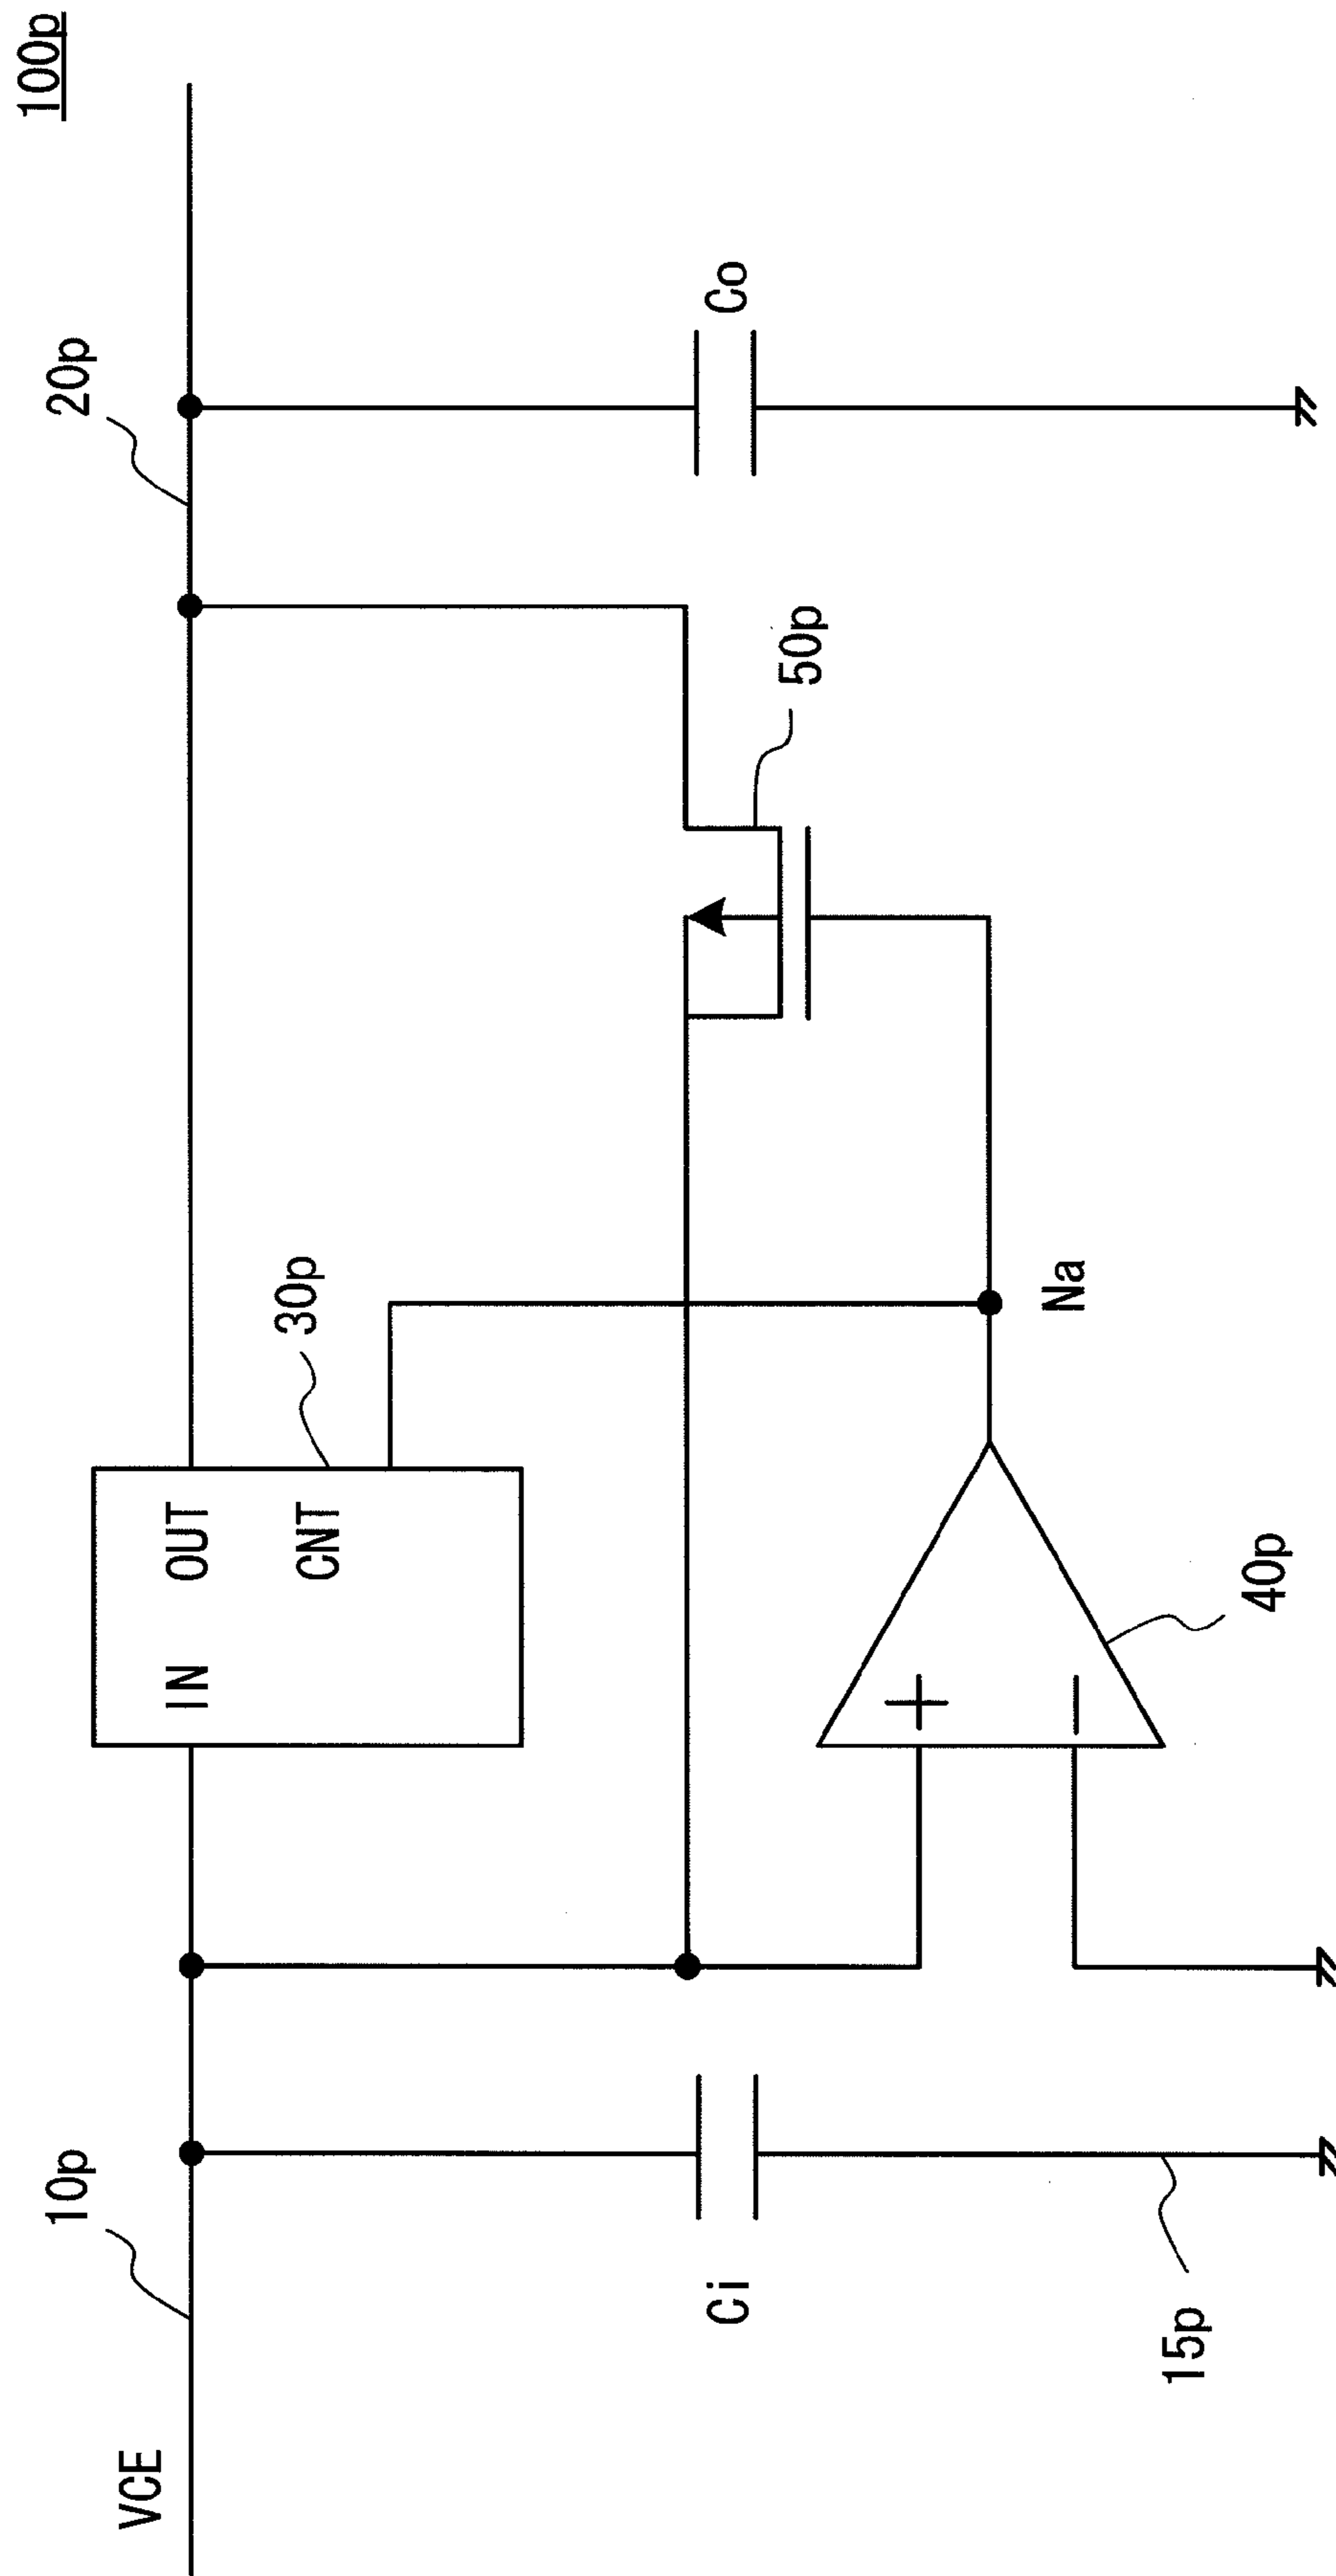 100p
VCE
10p
20p
IN OUT
CNT
30p
Ci
Co
50p
15p
+
−
40p
Na